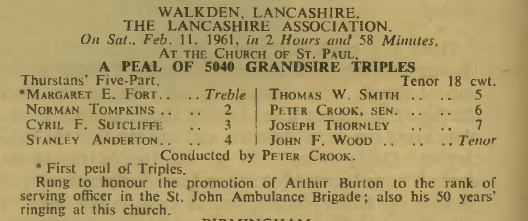 WALKDEN, LANCASHIRE.
THE LANCASHIRE ASSOCIATION.
On Sat., Feb. 11, 1961, in 2 Hours and 58 Minutes,
AT THE CHURCH OF ST. PAUL,
A PEAL OF 5040 GRANDSIRE TRIPLES
Thurstans' Five-Part. Tenor 18 cwt.
*MARGARET E. FORT .. .. Treble | THOMAS W. SMITH .. .. 5
NORMAN TOMPKINS .. .. 2 | PETER CROOK, SEN. .. .. 6
CYRIL F. SUTCLIFFE .. 3 | JOSEPH THORNLEY .. .. 7
STANLEY ANDERTON .. .. 4 | JOHN F. WOOD .. .. Tenor
Conducted by PETER CROOK.
* First peal of Triples.
Rung to honour the promotion of Arthur Burton to the rank of
serving officer in the St. John Ambulance Brigade; also his 50 years'
ringing at this church.
BIRMINGHAM